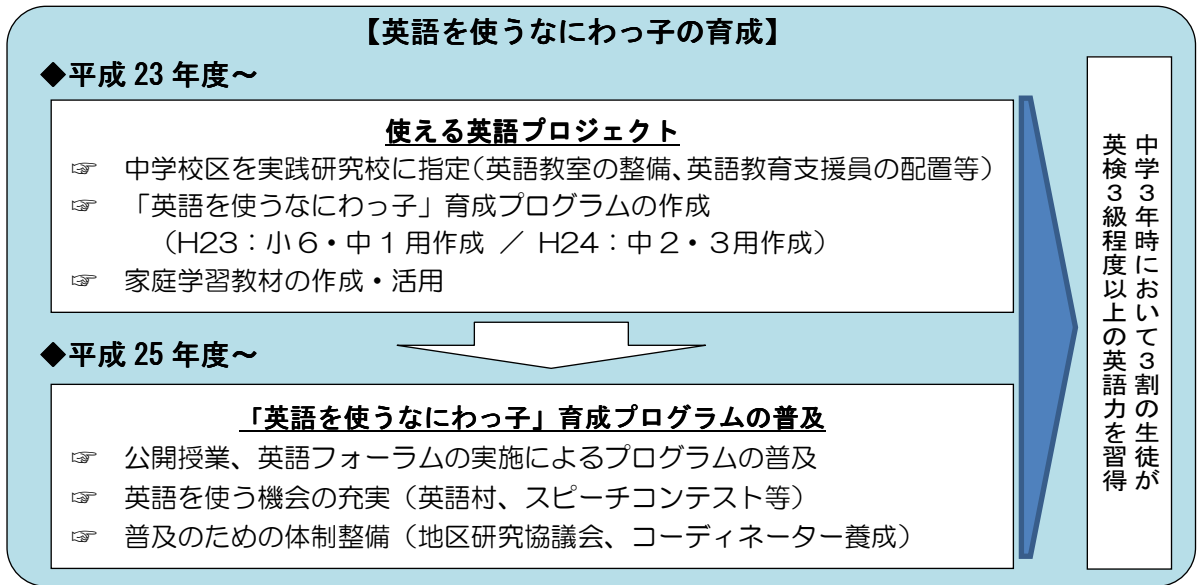 【英語を使うなにわっ子の育成】
◆平成 23 年度～
使える英語プロジェクト
☞ 中学校区を実践研究校に指定（英語教室の整備、英語教育支援員の配置等）
☞ 「英語を使うなにわっ子」育成プログラムの作成
（H23：小６・中１用作成 ／ H24：中２・３用作成）
☞ 家庭学習教材の作成・活用
◆平成 25 年度～
「英語を使うなにわっ子」育成プログラムの普及
☞ 公開授業、英語フォーラムの実施によるプログラムの普及
☞ 英語を使う機会の充実（英語村、スピーチコンテスト等）
☞ 普及のための体制整備（地区研究協議会、コーディネーター養成）
中学３年時において３割の生徒が
英検３級程度以上の英語力を習得